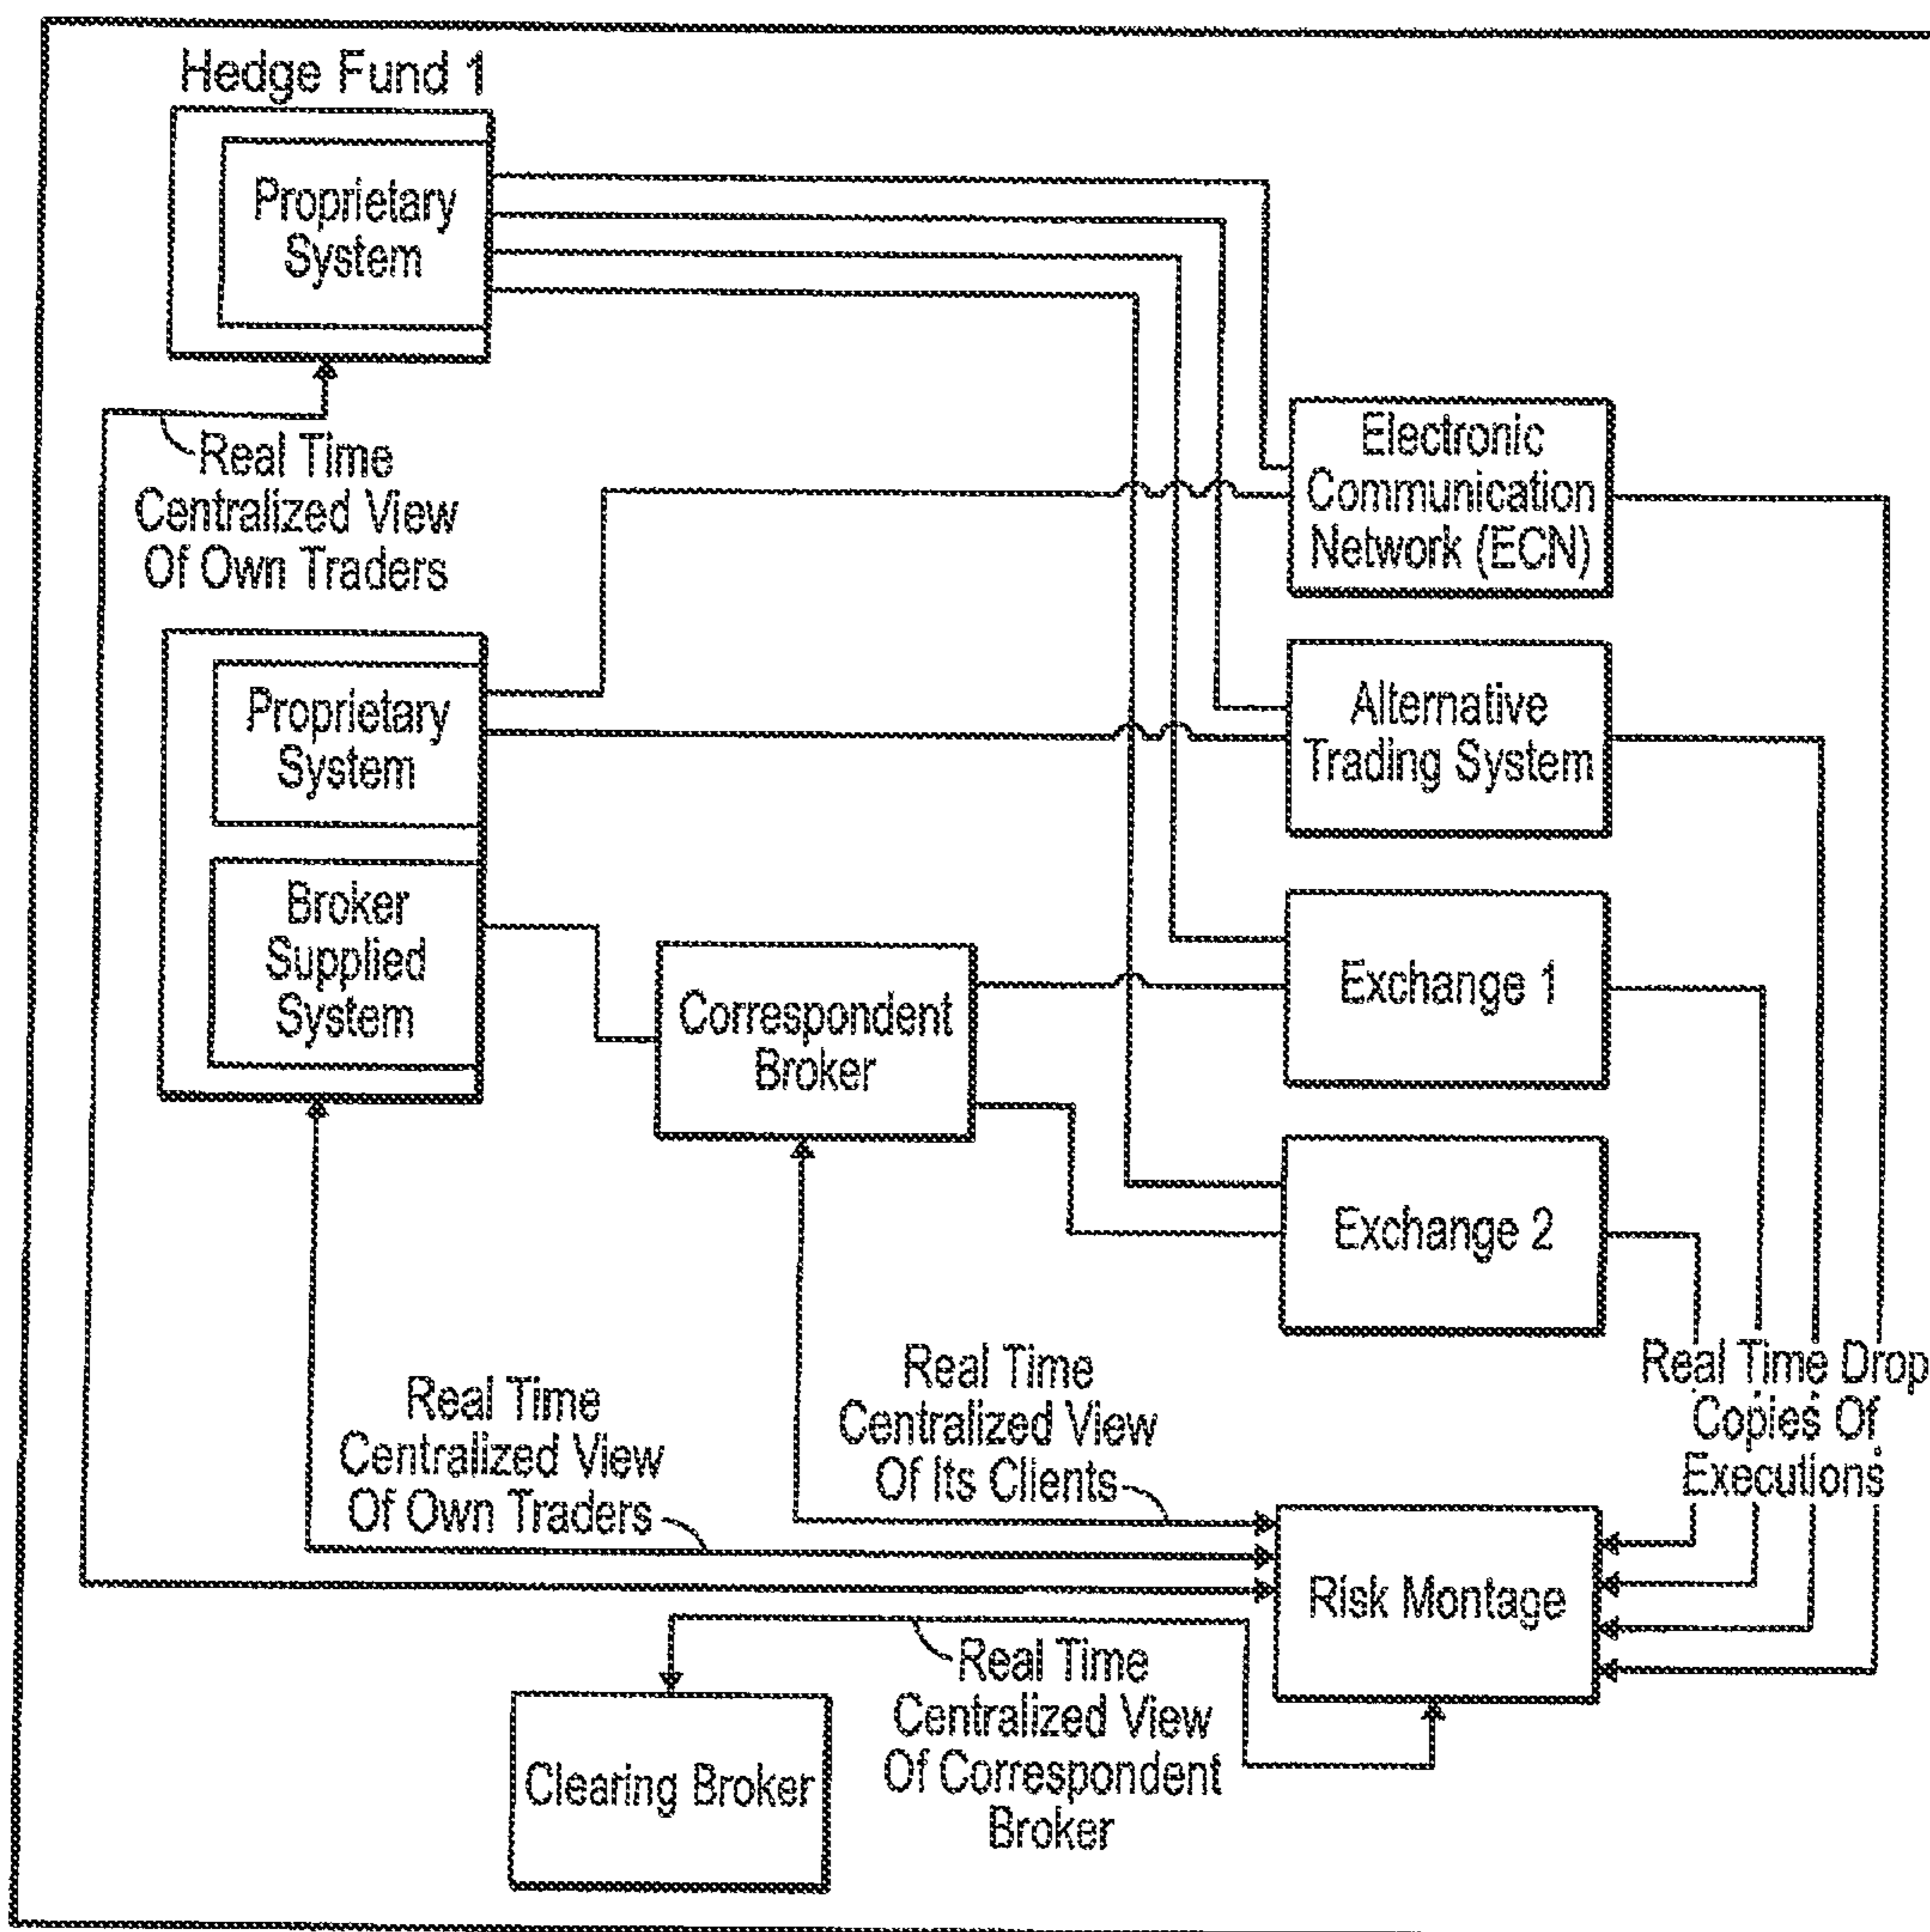 Hedge Fund 1
Proprietary
System
Real Time
Centralized View
Of Own Traders
Electronic
Communication
Network (ECN)
Proprietary
System
Alternative
Trading System
Broker
Supplied
System
Correspondent
Broker
Exchange 1
Exchange 2
Real Time Drop
Copies Of
Executions
Real Time
Centralized View
Of Own Traders
Real Time
Centralized View
Of Its Clients
Risk Montage
Real Time
Centralized View
Of Correspondent
Broker
Clearing Broker